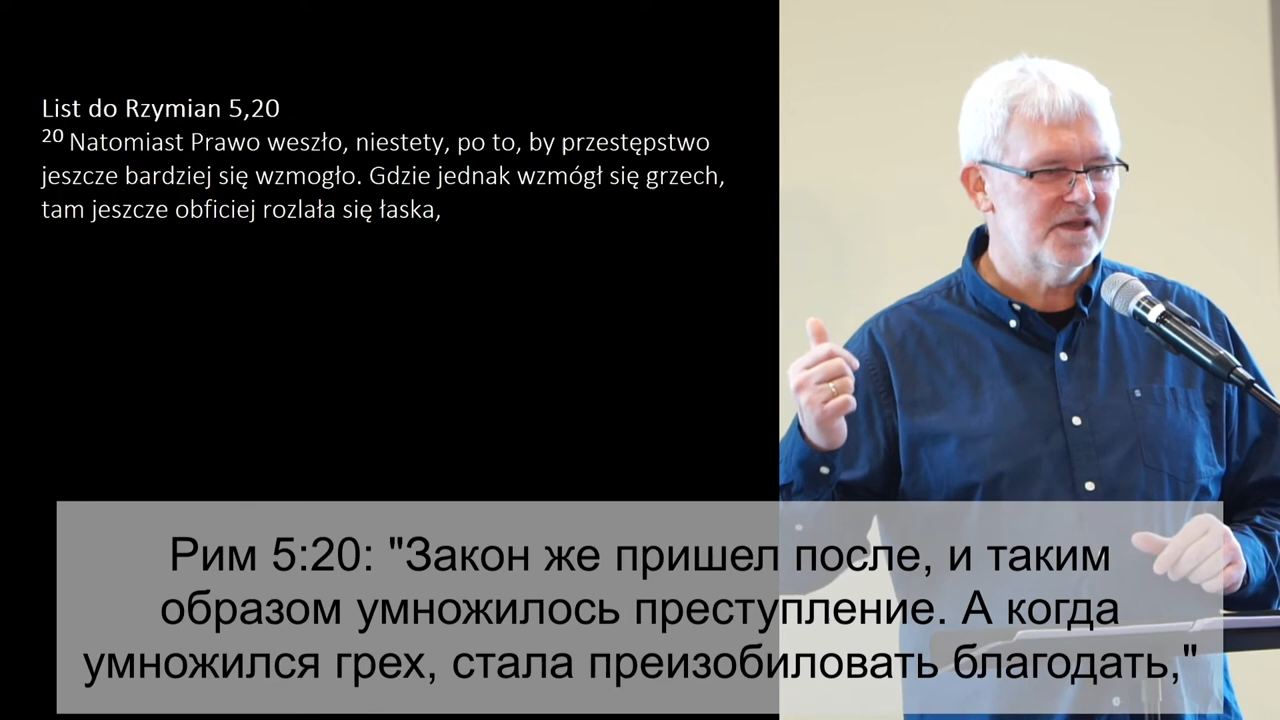 List do Rzymian 5,20
20 Natomiast Prawo weszło, niestety, po to, by przestępstwo
jeszcze bardziej się wzmogło. Gdzie jednak wzmógł się grzech,
tam jeszcze obficiej rozlała się łaska,
Рим 5:20: "Закон же пришел после, и таким
образом умножилось преступление. А когда
умножился грех, стала преизобиловать благодать,"